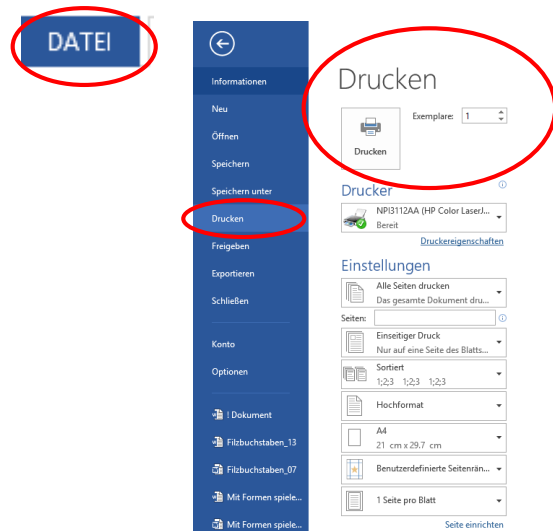 DATEI
Informationen
Neu
Öffnen
Speichern
Speichern unter
Drucken
Freigeben
Exportieren
Schließen
Konto
Optionen
! Dokument
Filzbuchstaben_13
Filzbuchstaben_07
Mit Formen spiele...
Mit Formen spiele...
Drucken
Exemplare: 1
Drucken
Drucker
NPI3112AA (HP Color LaserJ...
Bereit
Druckereigenschaften
Einstellungen
Alle Seiten drucken
Das gesamte Dokument dru...
Seiten:
Einseitiger Druck
Nur auf eine Seite des Blatts...
Sortiert
1;2;3 1;2;3 1;2;3
Hochformat
A4
21 cm x 29,7 cm
Benutzerdefinierte Seitenrän...
1 Seite pro Blatt
Seite einrichten